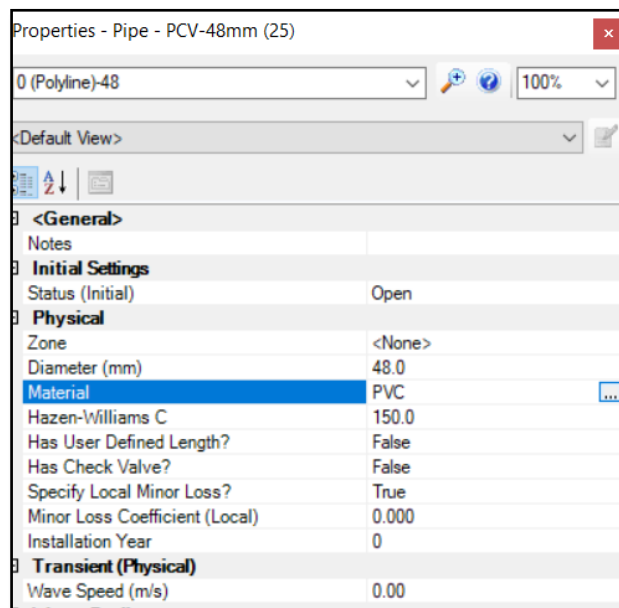 Properties - Pipe - PCV-48mm (25)
0 (Polyline)-48 100%
<Default View>
<General>
Notes
Initial Settings
Status (Initial) Open
Physical
Zone <None>
Diameter (mm) 48.0
Material PVC ...
Hazen-Williams C 150.0
Has User Defined Length? False
Has Check Valve? False
Specify Local Minor Loss? True
Minor Loss Coefficient (Local) 0.000
Installation Year 0
Transient (Physical)
Wave Speed (m/s) 0.00